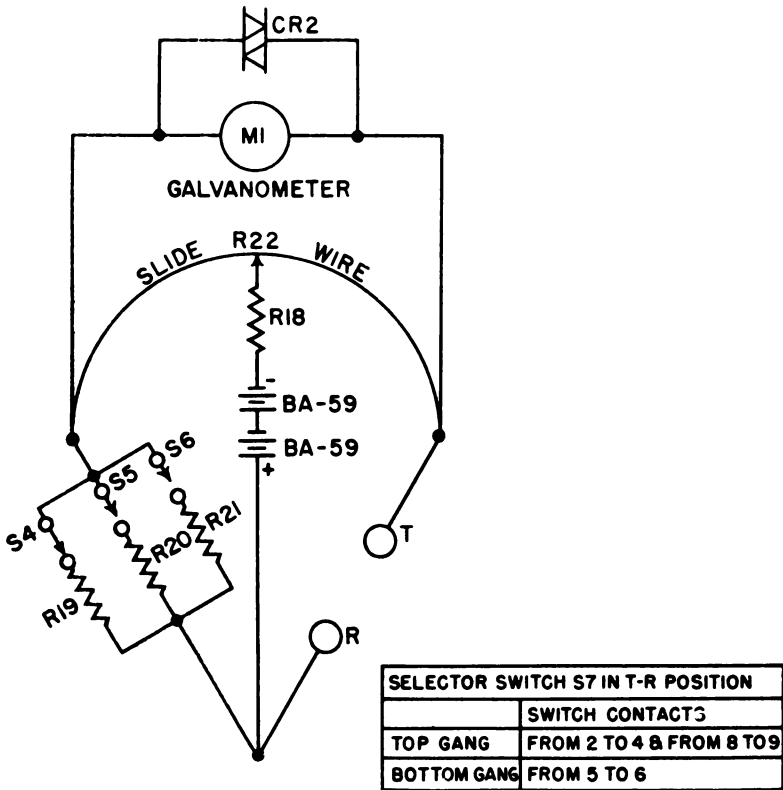 CR2
M1
GALVANOMETER
R22
SLIDE WIRE
R18
-
BA-59
BA-59
+
S6
S5
S4
R21
R20
R19
T
R
SELECTOR SWITCH S7 IN T-R POSITION
SWITCH CONTACTS
TOP GANG FROM 2 TO 4 & FROM 8 TO 9
BOTTOM GANG FROM 5 TO 6